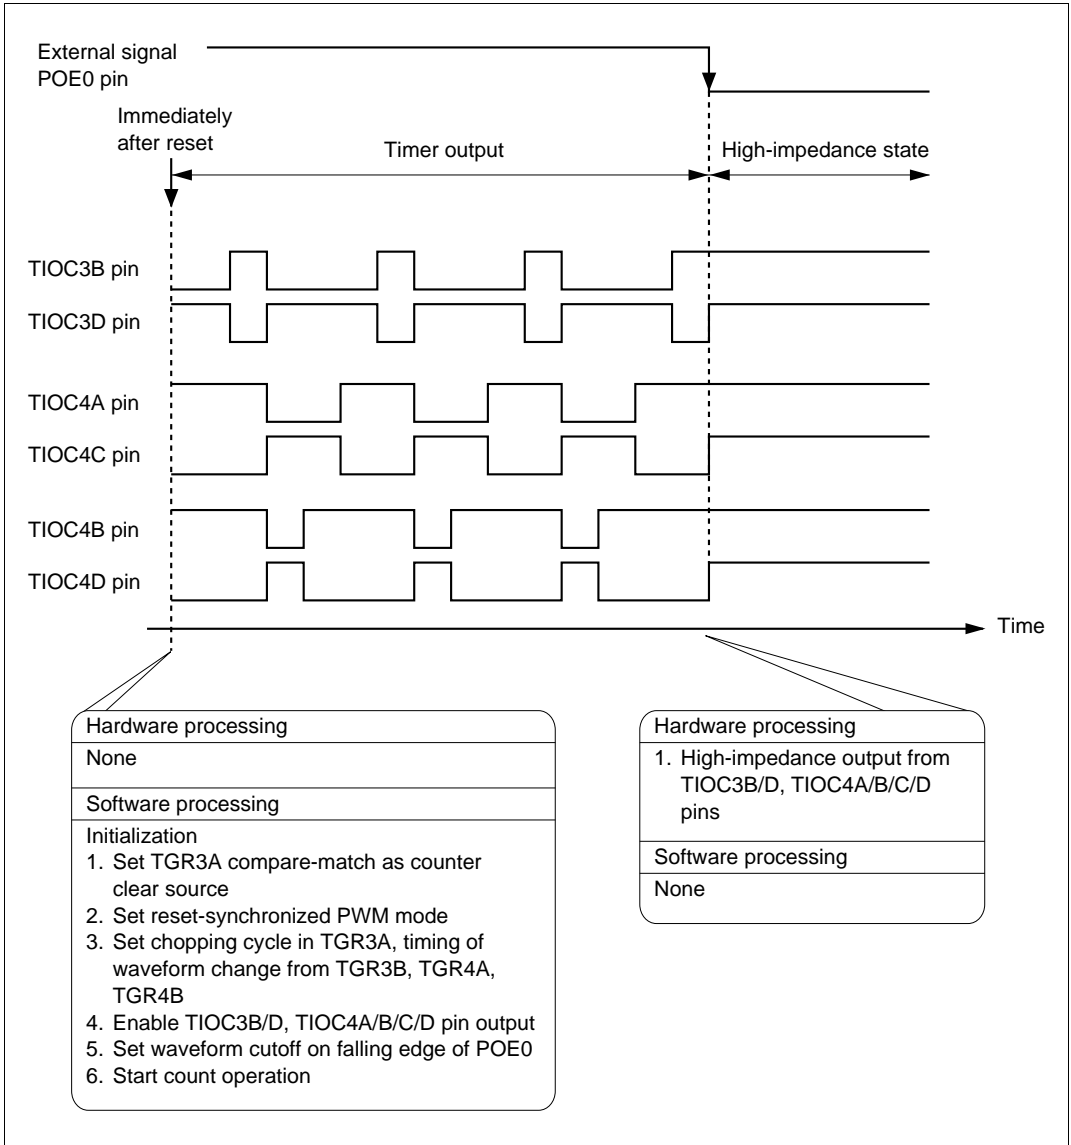 External signal
POE0 pin
Immediately
after reset
Timer output
High-impedance state
TIOC3B pin
TIOC3D pin
TIOC4A pin
TIOC4C pin
TIOC4B pin
TIOC4D pin
Time
Hardware processing
None
Software processing
Initialization
1. Set TGR3A compare-match as counter
clear source
2. Set reset-synchronized PWM mode
3. Set chopping cycle in TGR3A, timing of
waveform change from TGR3B, TGR4A,
TGR4B
4. Enable TIOC3B/D, TIOC4A/B/C/D pin output
5. Set waveform cutoff on falling edge of POE0
6. Start count operation
Hardware processing
1. High-impedance output from
TIOC3B/D, TIOC4A/B/C/D
pins
Software processing
None